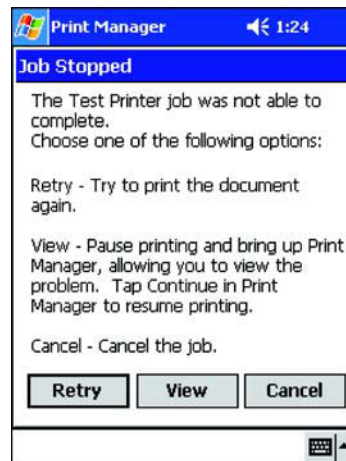 Print Manager 1:24
Job Stopped
The Test Printer job was not able to
complete.
Choose one of the following options:
Retry - Try to print the document
again.
View - Pause printing and bring up Print
Manager, allowing you to view the
problem. Tap Continue in Print
Manager to resume printing.
Cancel - Cancel the job.
Retry View Cancel